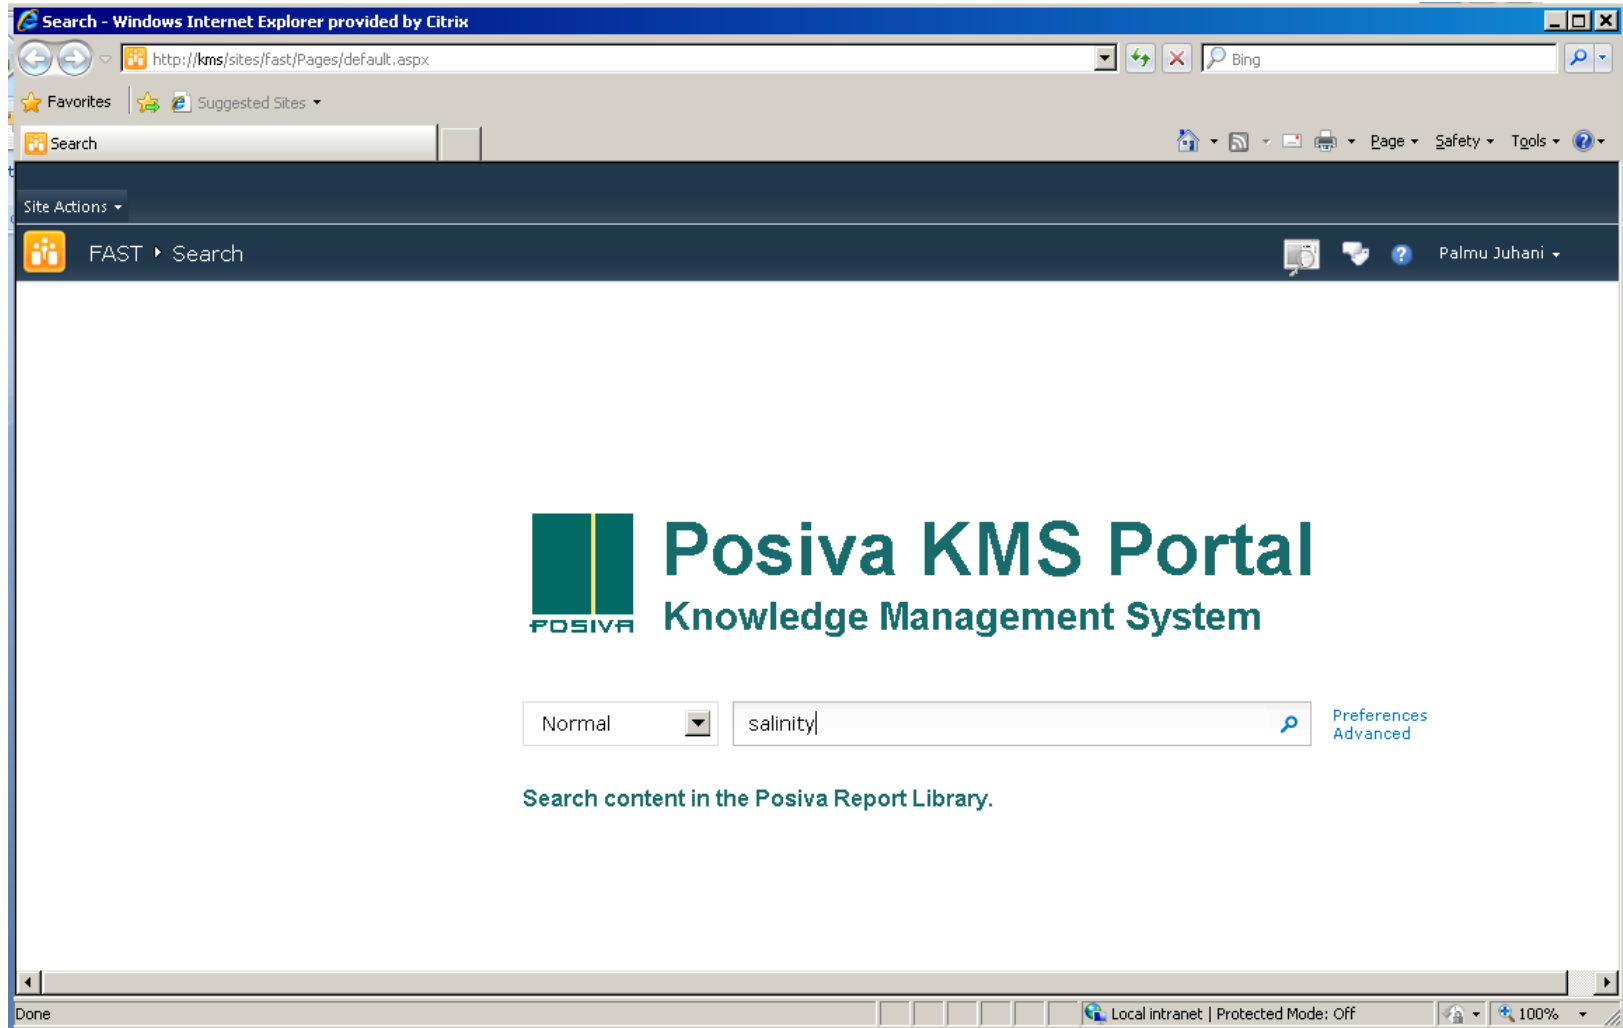 Search - Windows Internet Explorer provided by Citrix
http://kms/sites/fast/Pages/default.aspx
Bing
Favorites
Suggested Sites
Search
Page
Safety
Tools
Site Actions
FAST
Search
Palmu Juhani
POSIVA
Posiva KMS Portal
Knowledge Management System
Normal
salinity
Preferences
Advanced
Search content in the Posiva Report Library.
Done
Local intranet | Protected Mode: Off
100%